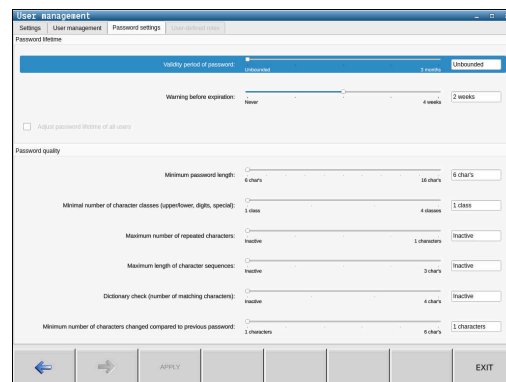 User management
Settings User management Password settings User-defined roles
Password lifetime
Validity period of password: Unbounded 3 months Unbounded
Warning before expiration: Never 4 weeks 2 weeks
Adjust password lifetime of all users
Password quality
Minimum password length: 6 char's 16 char's 6 char's
Minimal number of character classes (upper/lower, digits, special): 1 class 4 classes 1 class
Maximum number of repeated characters: Inactive 1 characters Inactive
Maximum length of character sequences: Inactive 3 char's Inactive
Dictionary check (number of matching characters): Inactive 4 char's Inactive
Minimum number of characters changed compared to previous password: 1 characters 6 char's 1 characters
APPLY EXIT